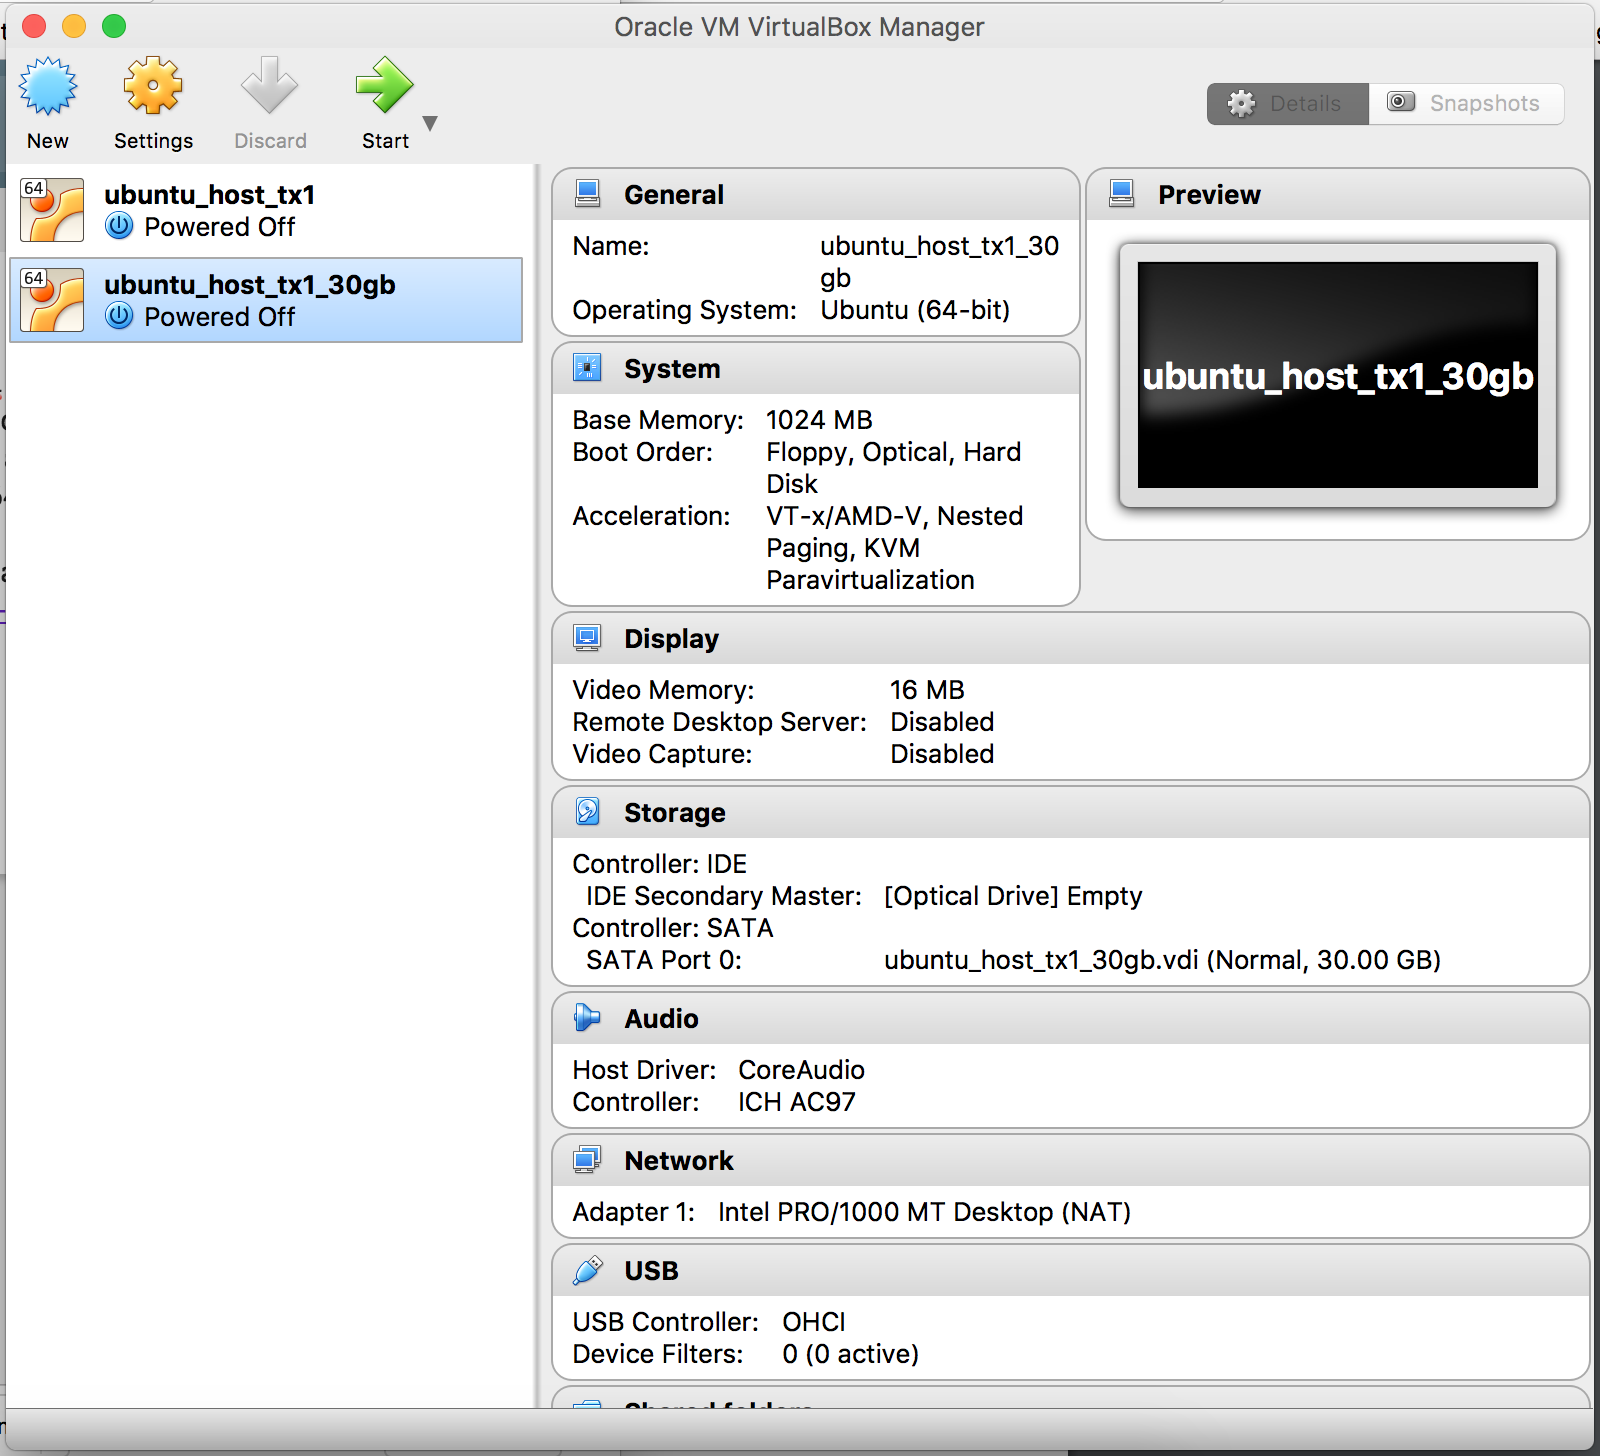 Oracle VM VirtualBox Manager
New
Settings
Discard
Start
Details
Snapshots
64
ubuntu_host_tx1
Powered Off
64
ubuntu_host_tx1_30gb
Powered Off
General
Name: ubuntu_host_tx1_30
gb
Operating System: Ubuntu (64-bit)
Preview
ubuntu_host_tx1_30gb
System
Base Memory: 1024 MB
Boot Order: Floppy, Optical, Hard
Disk
Acceleration: VT-x/AMD-V, Nested
Paging, KVM
Paravirtualization
Display
Video Memory: 16 MB
Remote Desktop Server: Disabled
Video Capture: Disabled
Storage
Controller: IDE
IDE Secondary Master: [Optical Drive] Empty
Controller: SATA
SATA Port 0: ubuntu_host_tx1_30gb.vdi (Normal, 30.00 GB)
Audio
Host Driver: CoreAudio
Controller: ICH AC97
Network
Adapter 1: Intel PRO/1000 MT Desktop (NAT)
USB
USB Controller: OHCI
Device Filters: 0 (0 active)
Shared folders